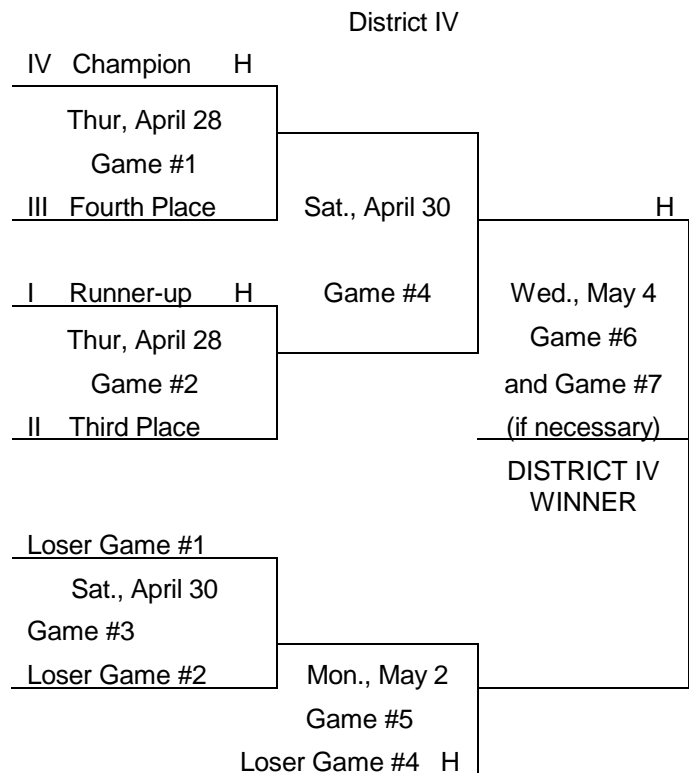 District IV
IV Champion H
Thur, April 28
Game #1
III Fourth Place
Sat., April 30
H
I Runner-up H
Game #4
Wed., May 4
Thur, April 28
Game #6
Game #2
and Game #7
II Third Place
(if necessary)
DISTRICT IV
WINNER
Loser Game #1
Sat., April 30
Game #3
Loser Game #2
Mon., May 2
Game #5
Loser Game #4 H